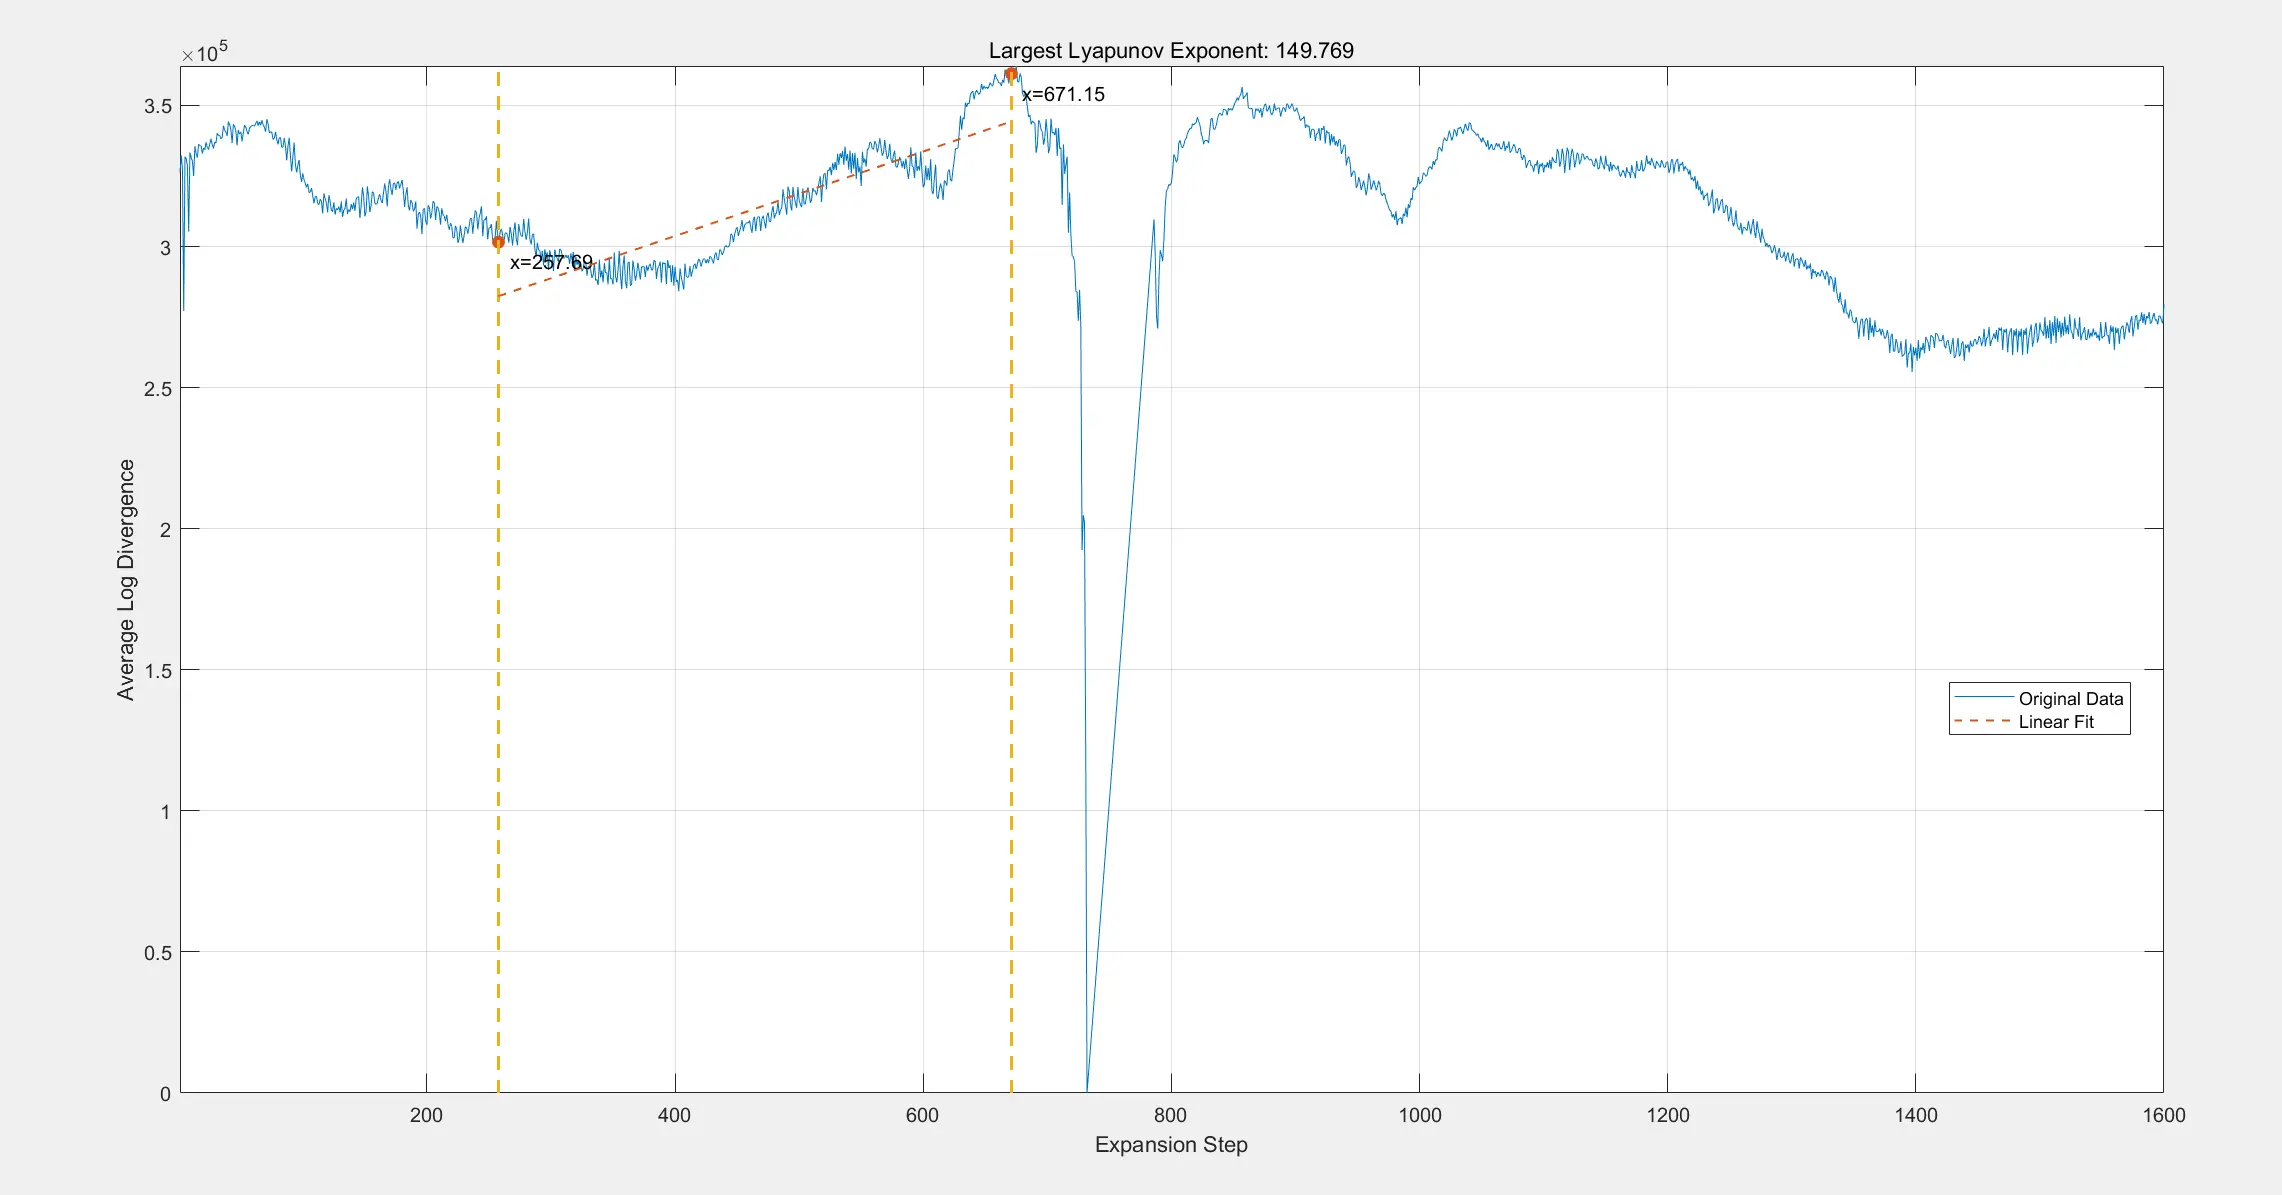 ×10^5
Largest Lyapunov Exponent: 149.769
3.5
3
2.5
2
1.5
1
0.5
0
Average Log Divergence
x=671.15
x=257.69
Original Data
Linear Fit
200 400 600 800 1000 1200 1400 1600
Expansion Step